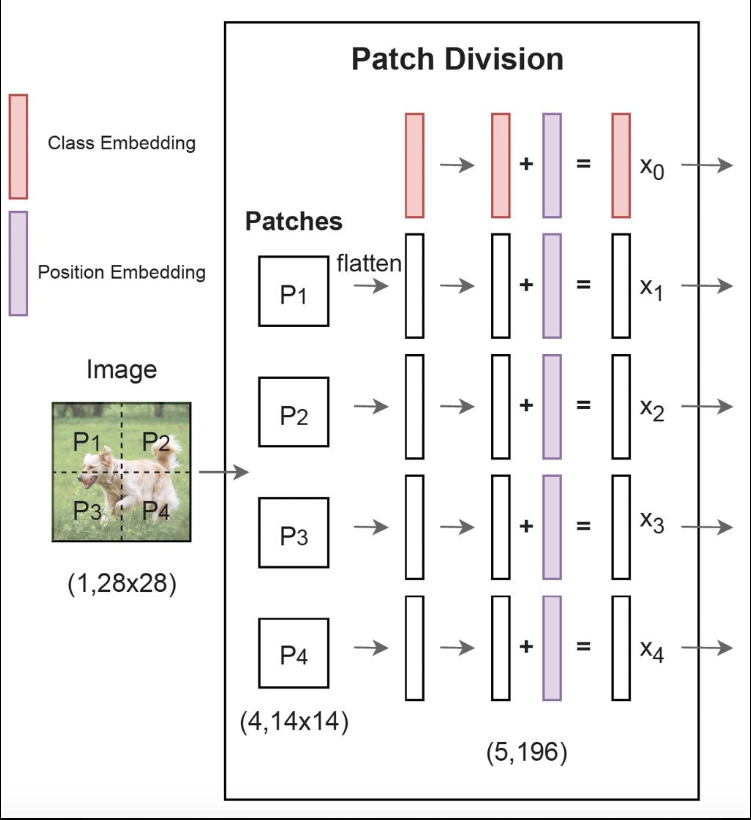 Patch Division
Class Embedding
Position Embedding
Image
P1 P2
P3 P4
(1,28x28)
Patches
flatten
P1
P2
P3
P4
(4,14x14)
+ = x0
+ = x1
+ = x2
+ = x3
+ = x4
(5,196)